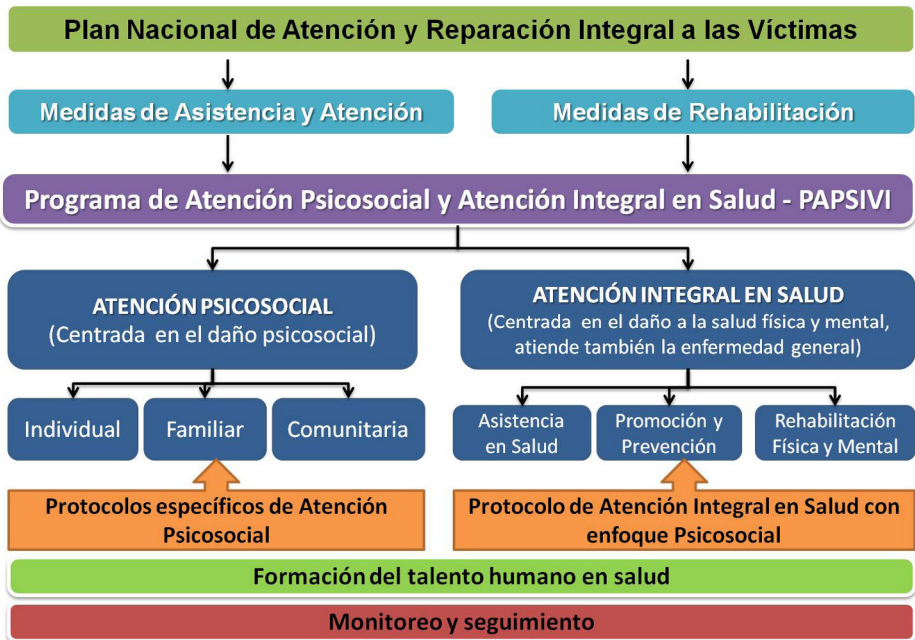 Plan Nacional de Atención y Reparación Integral a las Víctimas
Medidas de Asistencia y Atención
Medidas de Rehabilitación
Programa de Atención Psicosocial y Atención Integral en Salud - PAPSIVI
ATENCIÓN PSICOSOCIAL
(Centrada en el daño psicosocial)
ATENCIÓN INTEGRAL EN SALUD
(Centrada en el daño a la salud física y mental,
atiende también la enfermedad general)
Individual
Familiar
Comunitaria
Asistencia
en Salud
Promoción y
Prevención
Rehabilitación
Física y Mental
Protocolos específicos de Atención
Psicosocial
Protocolo de Atención Integral en Salud con
enfoque Psicosocial
Formación del talento humano en salud
Monitoreo y seguimiento